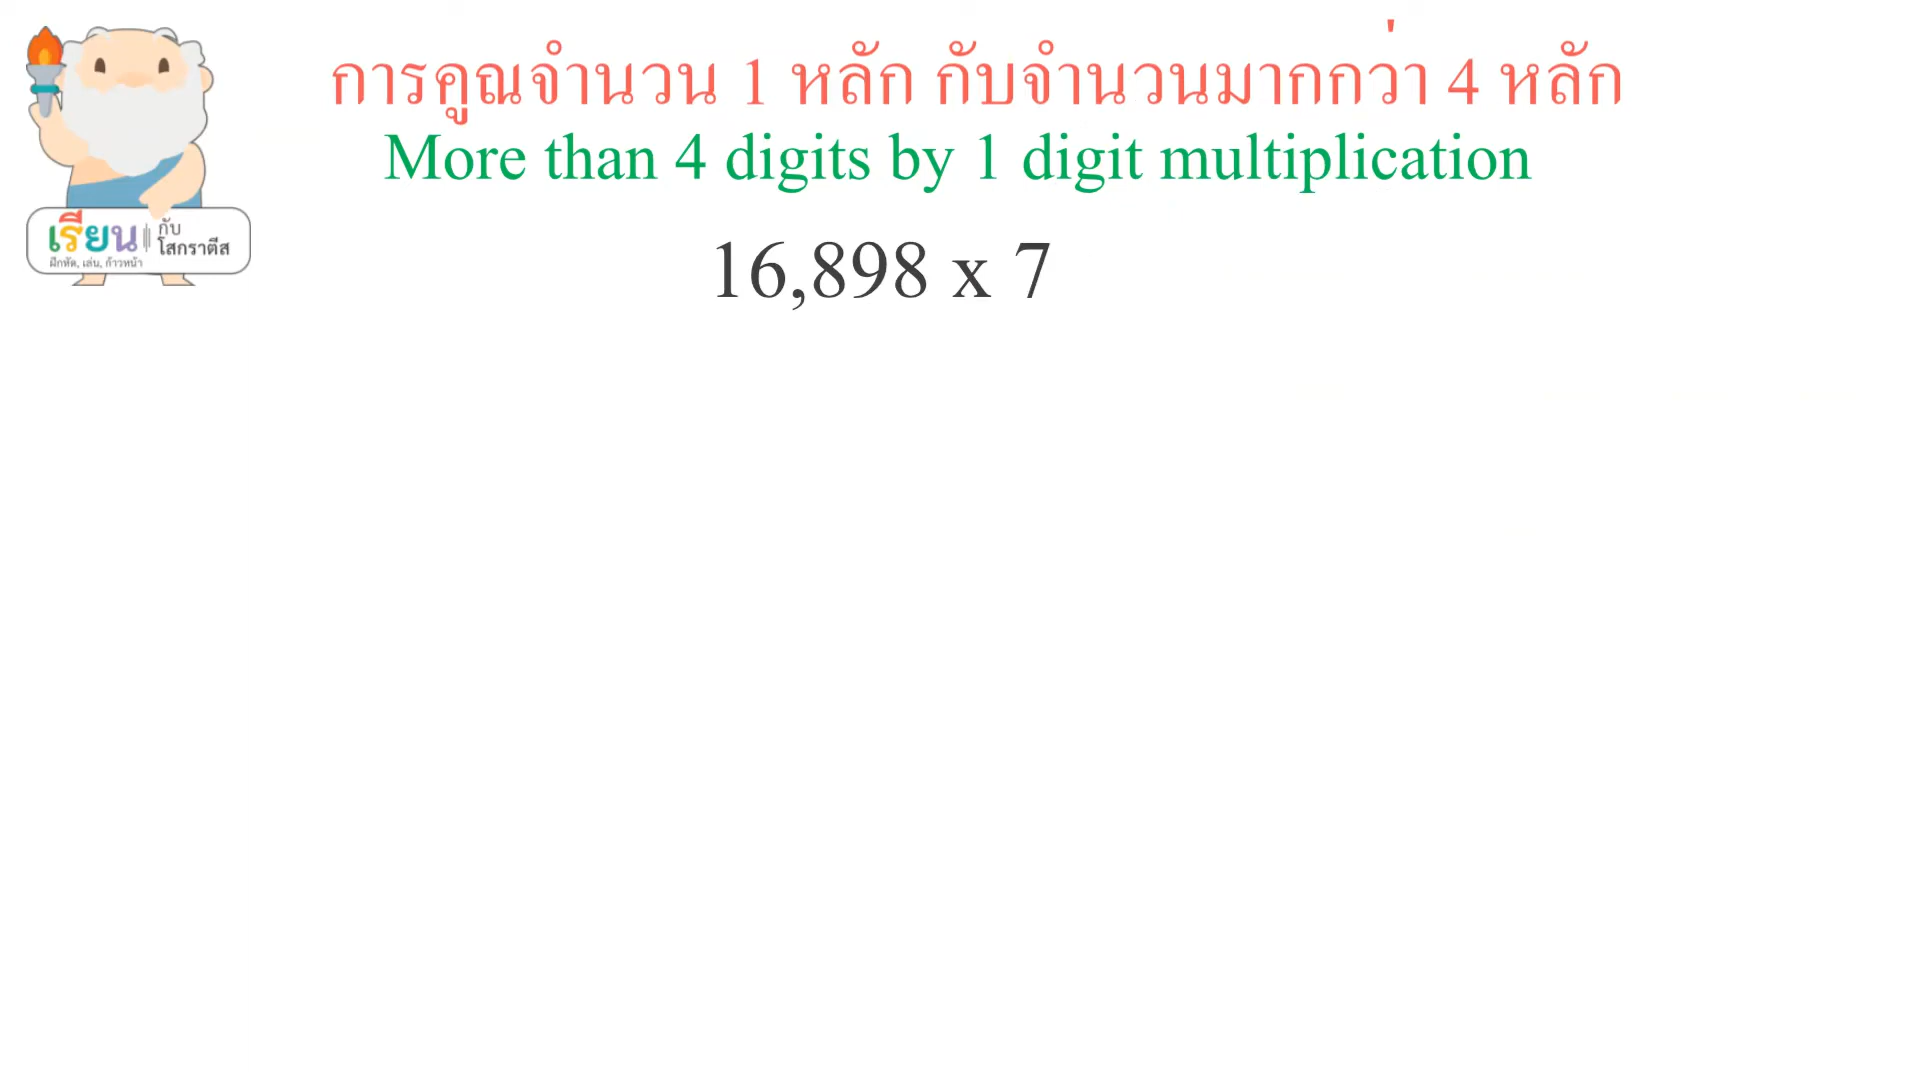 การคูณจำนวน 1 หลัก กับจำนวนมากกว่า 4 หลัก
More than 4 digits by 1 digit multiplication
เรียน กับ โสกราตีส
ฝึกหัด, เล่น, ก้าวหน้า
16,898 x 7